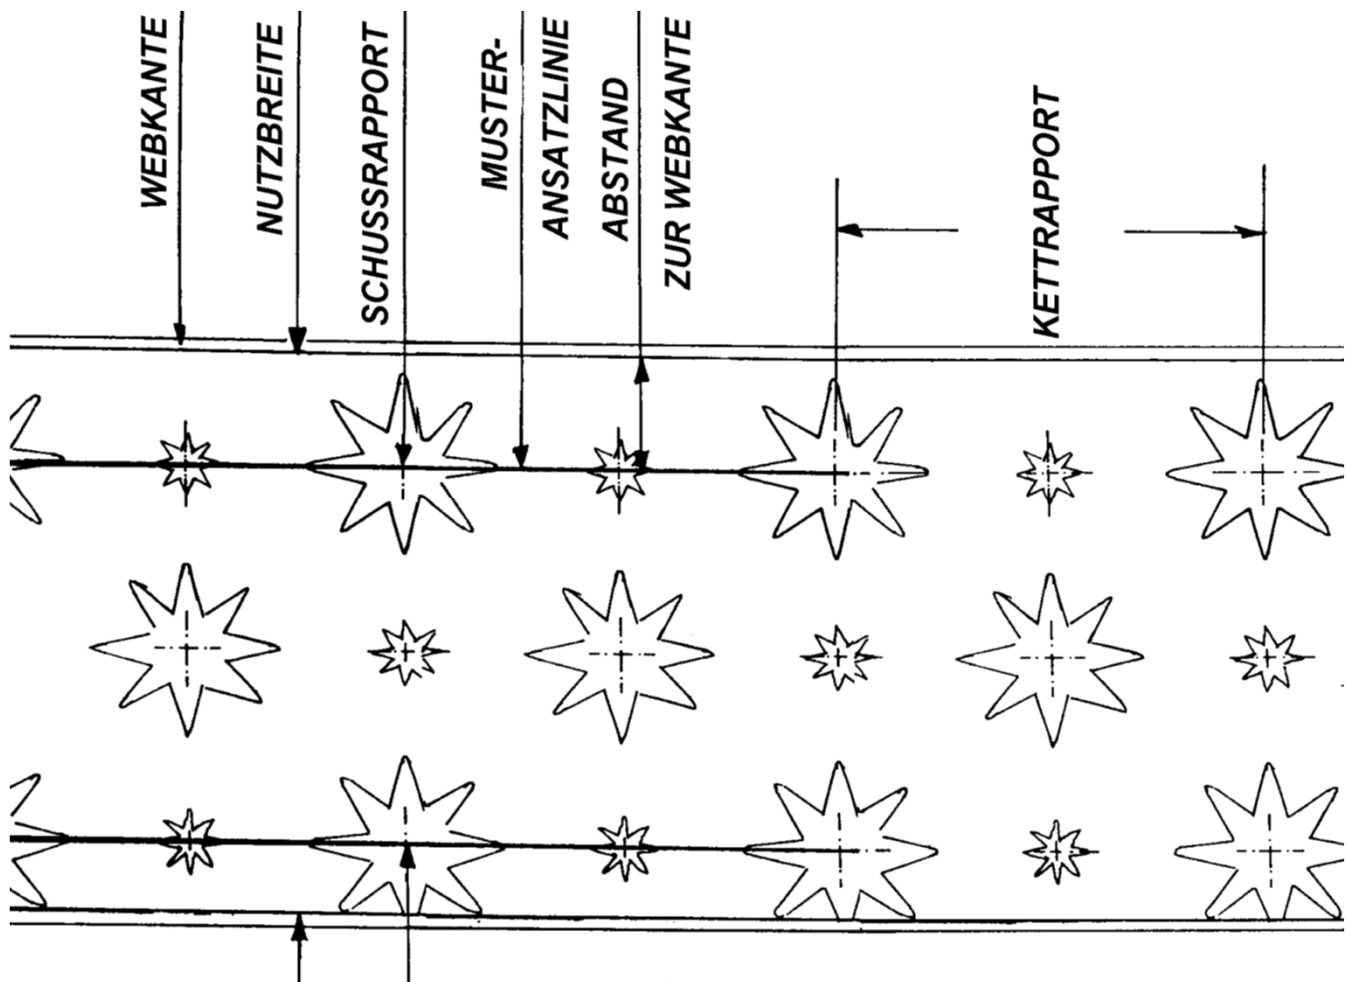 WEBKANTE
NUTZBREITE
SCHUSSRAPPORT
MUSTER-
ANSATZLINIE
ABSTAND
ZUR WEBKANTE
KETTRAPPORT